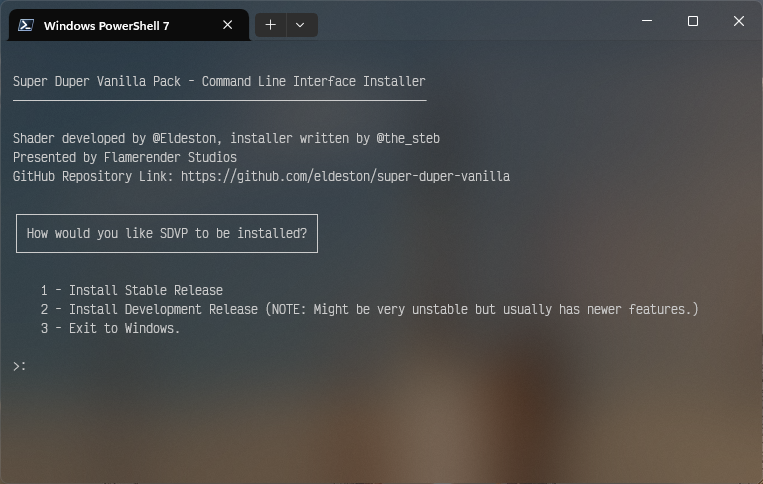 Windows PowerShell 7
Super Duper Vanilla Pack - Command Line Interface Installer
Shader developed by @Eldeston, installer written by @the_steb
Presented by Flamerender Studios
GitHub Repository Link: https://github.com/eldeston/super-duper-vanilla
How would you like SDVP to be installed?
1 - Install Stable Release
2 - Install Development Release (NOTE: Might be very unstable but usually has newer features.)
3 - Exit to Windows.
>: